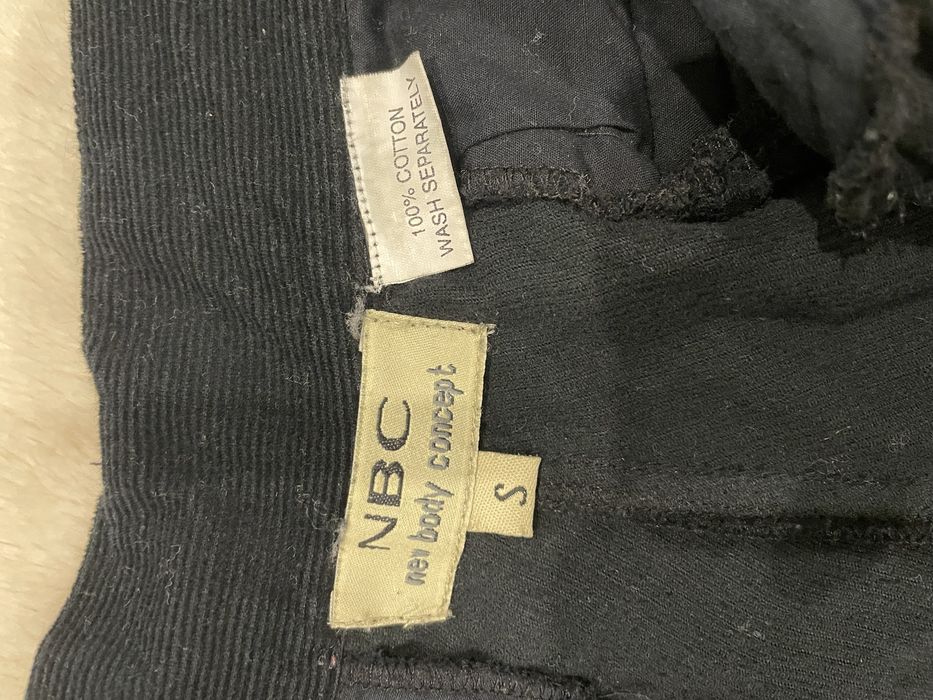 100% COTTON
WASH SEPARATELY
NBC
new body concept
S